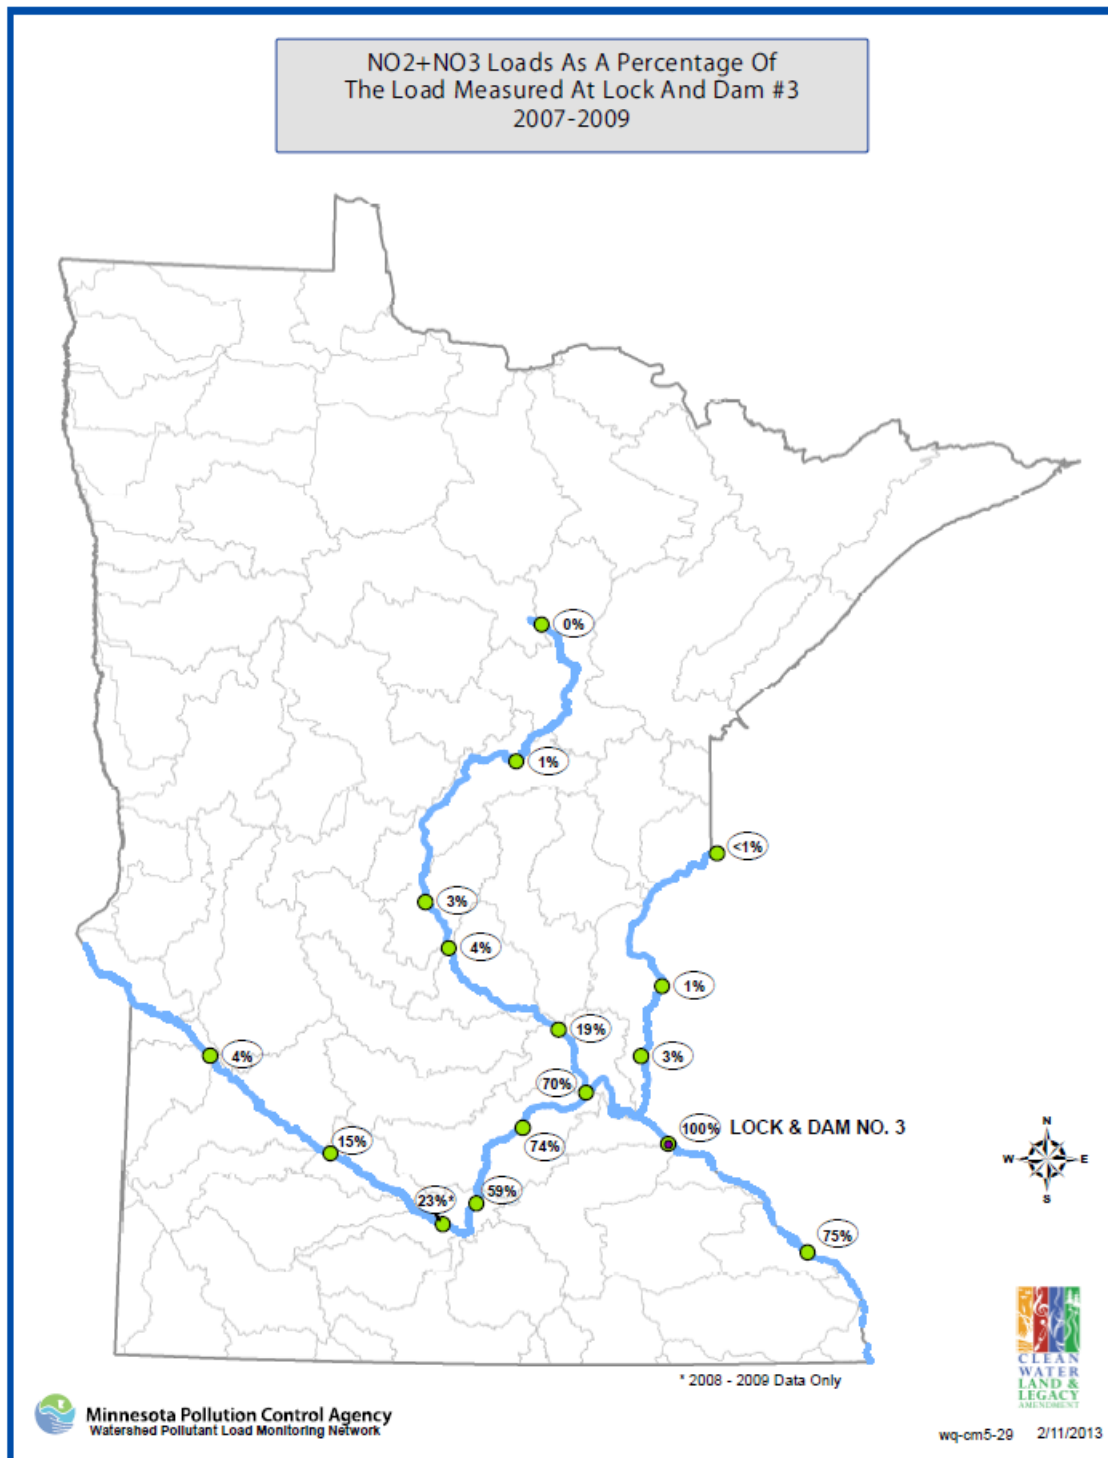 NO2+NO3 Loads As A Percentage Of
The Load Measured At Lock And Dam #3
2007-2009
0%
1%
<1%
3%
4%
1%
19%
4%
3%
70%
100% LOCK & DAM NO. 3
74%
15%
59%
23%*
75%
N
W
E
S
* 2008 - 2009 Data Only
CLEAN
WATER
LAND &
LEGACY
AMENDMENT
Minnesota Pollution Control Agency
Watershed Pollutant Load Monitoring Network
wq-cm5-29 2/11/2013